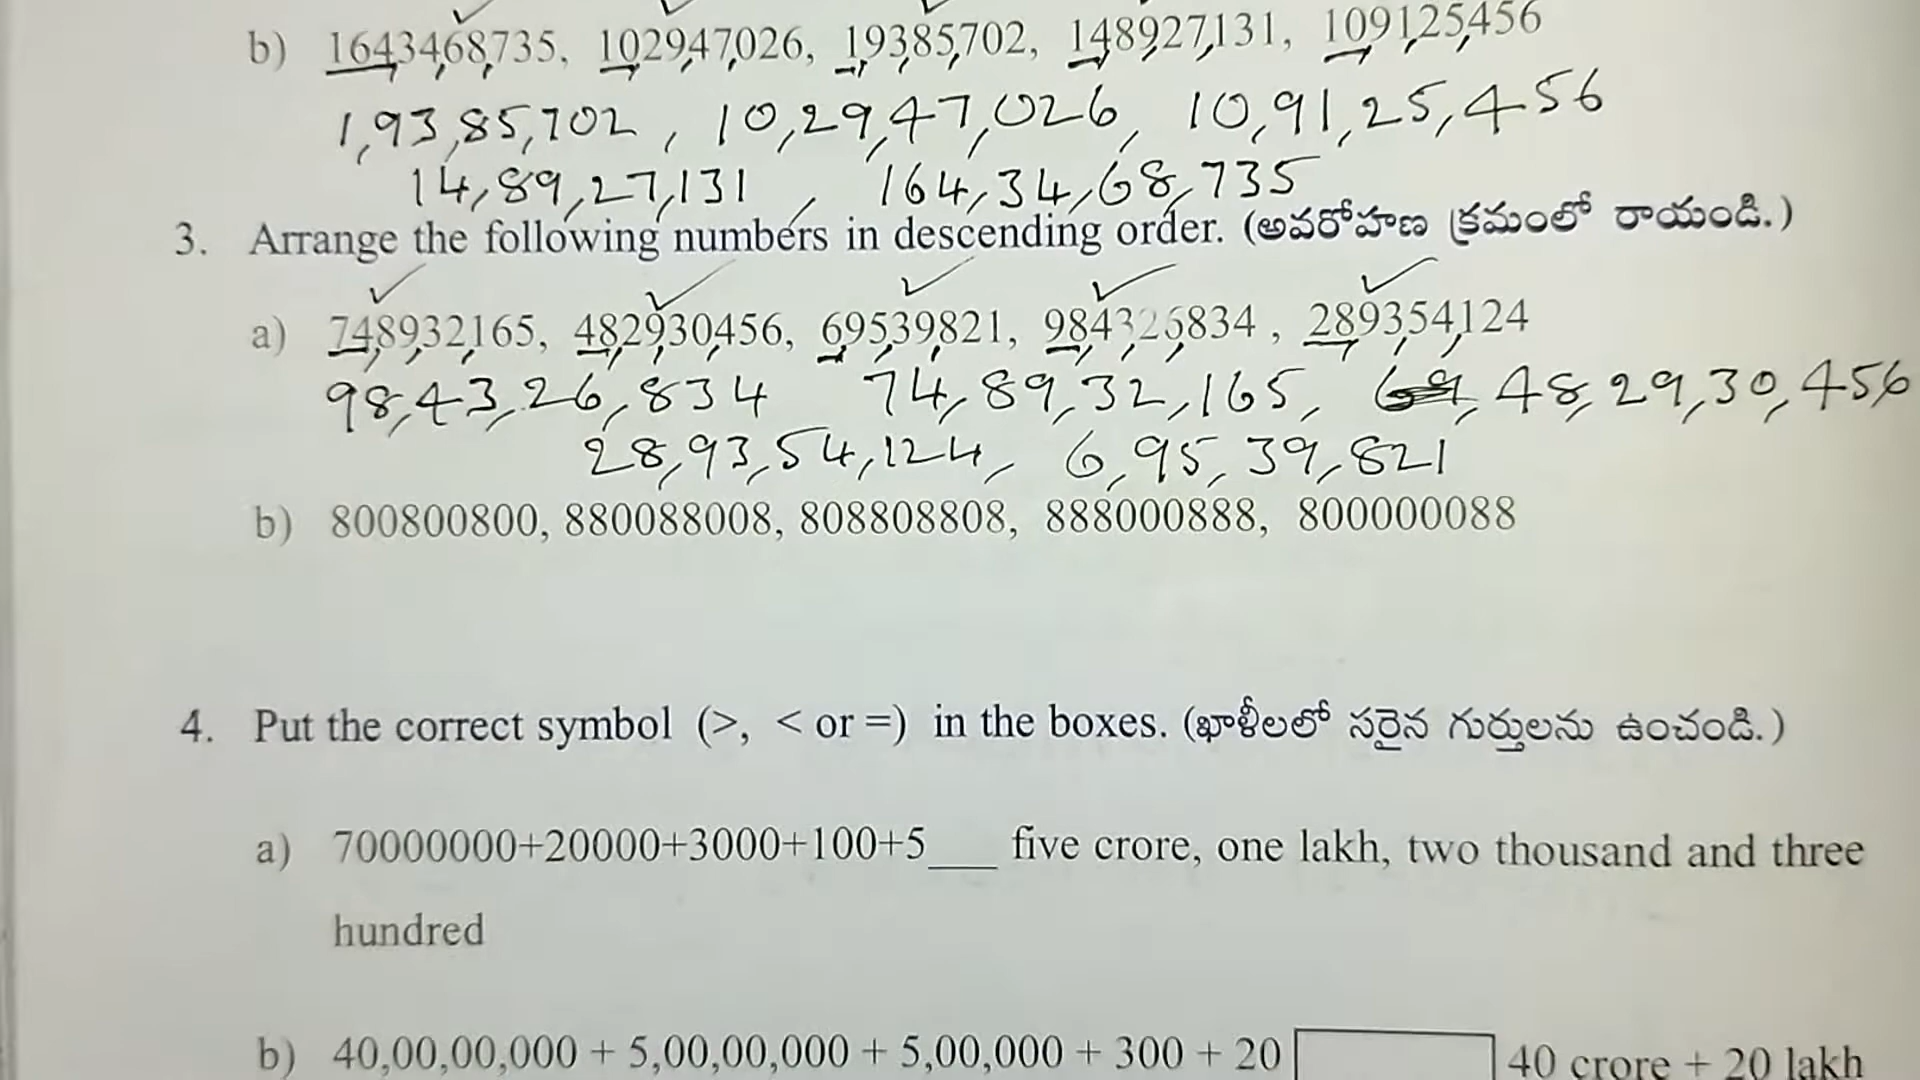 b) 1643468735, 102947026, 19385702, 148927131, 109125456
1,93,85,702, 10,29,47,026, 10,91,25,456
14,89,27,131, 164,34,68,735
3. Arrange the following numbers in descending order. (అవరోహణ క్రమంలో రాయండి.)
a) 748932165, 482930456, 69539821, 984326834, 289354124
98,43,26,834 74,89,32,165, 48,29,30,456
28,93,54,124, 6,95,39,821
b) 800800800, 880088008, 808808808, 888000888, 800000088
4. Put the correct symbol (>, < or =) in the boxes. (ఖాళీలలో సరైన గుర్తులను ఉంచండి.)
a) 70000000+20000+3000+100+5___ five crore, one lakh, two thousand and three
hundred
b) 40,00,00,000 + 5,00,00,000 + 5,00,000 + 300 + 20 40 crore + 20 lakh